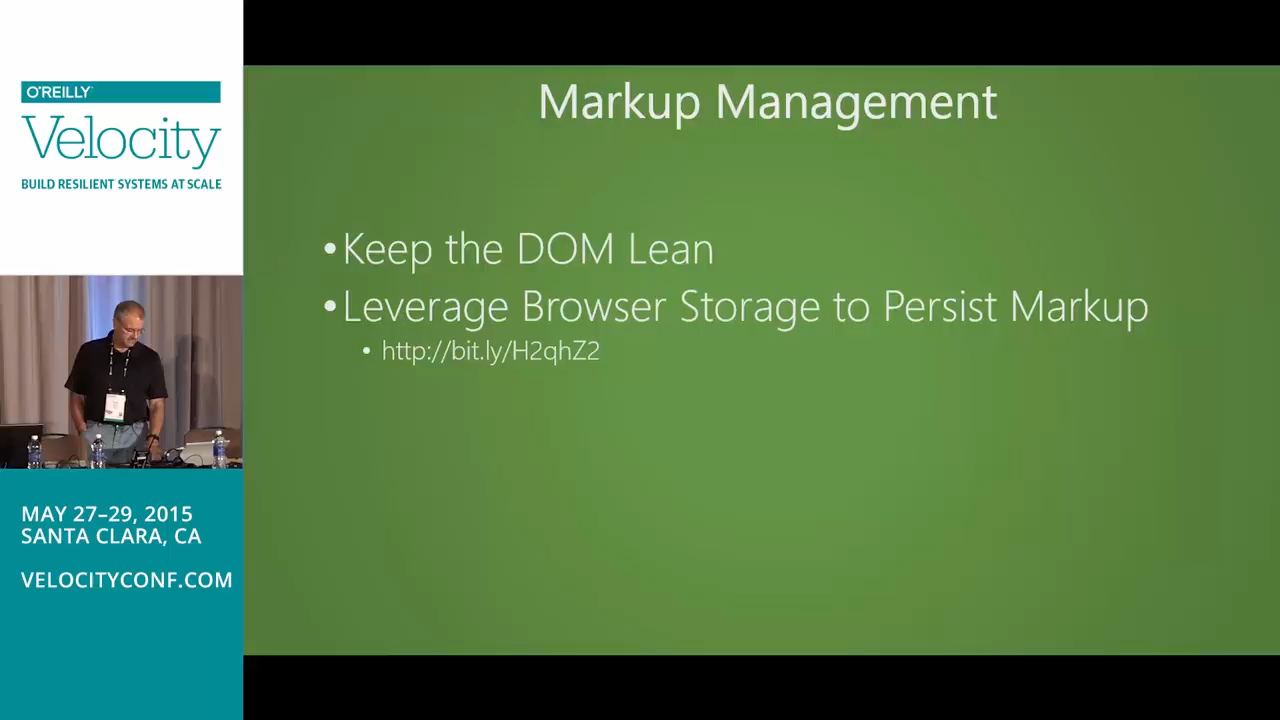 O'REILLY
Velocity
BUILD RESILIENT SYSTEMS AT SCALE
MAY 27–29, 2015
SANTA CLARA, CA
VELOCITYCONF.COM
Markup Management
•Keep the DOM Lean
•Leverage Browser Storage to Persist Markup
• http://bit.ly/H2qhZ2